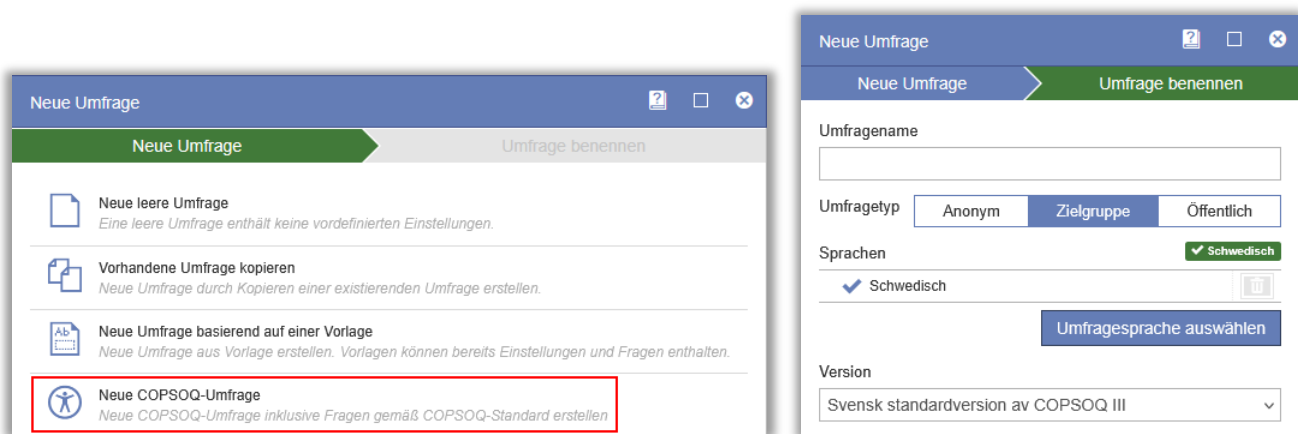 Neue Umfrage
Neue Umfrage
Umfrage benennen
Neue leere Umfrage
Eine leere Umfrage enthält keine vordefinierten Einstellungen.
Vorhandene Umfrage kopieren
Neue Umfrage durch Kopieren einer existierenden Umfrage erstellen.
Ab
Neue Umfrage basierend auf einer Vorlage
Neue Umfrage aus Vorlage erstellen. Vorlagen können bereits Einstellungen und Fragen enthalten.
Neue COPSOQ-Umfrage
Neue COPSOQ-Umfrage inklusive Fragen gemäß COPSOQ-Standard erstellen
Neue Umfrage
Neue Umfrage
Umfrage benennen
Umfragename
Umfragetyp
Anonym
Zielgruppe
Öffentlich
Sprachen
Schwedisch
Schwedisch
Umfragesprache auswählen
Version
Svensk standardversion av COPSOQ III